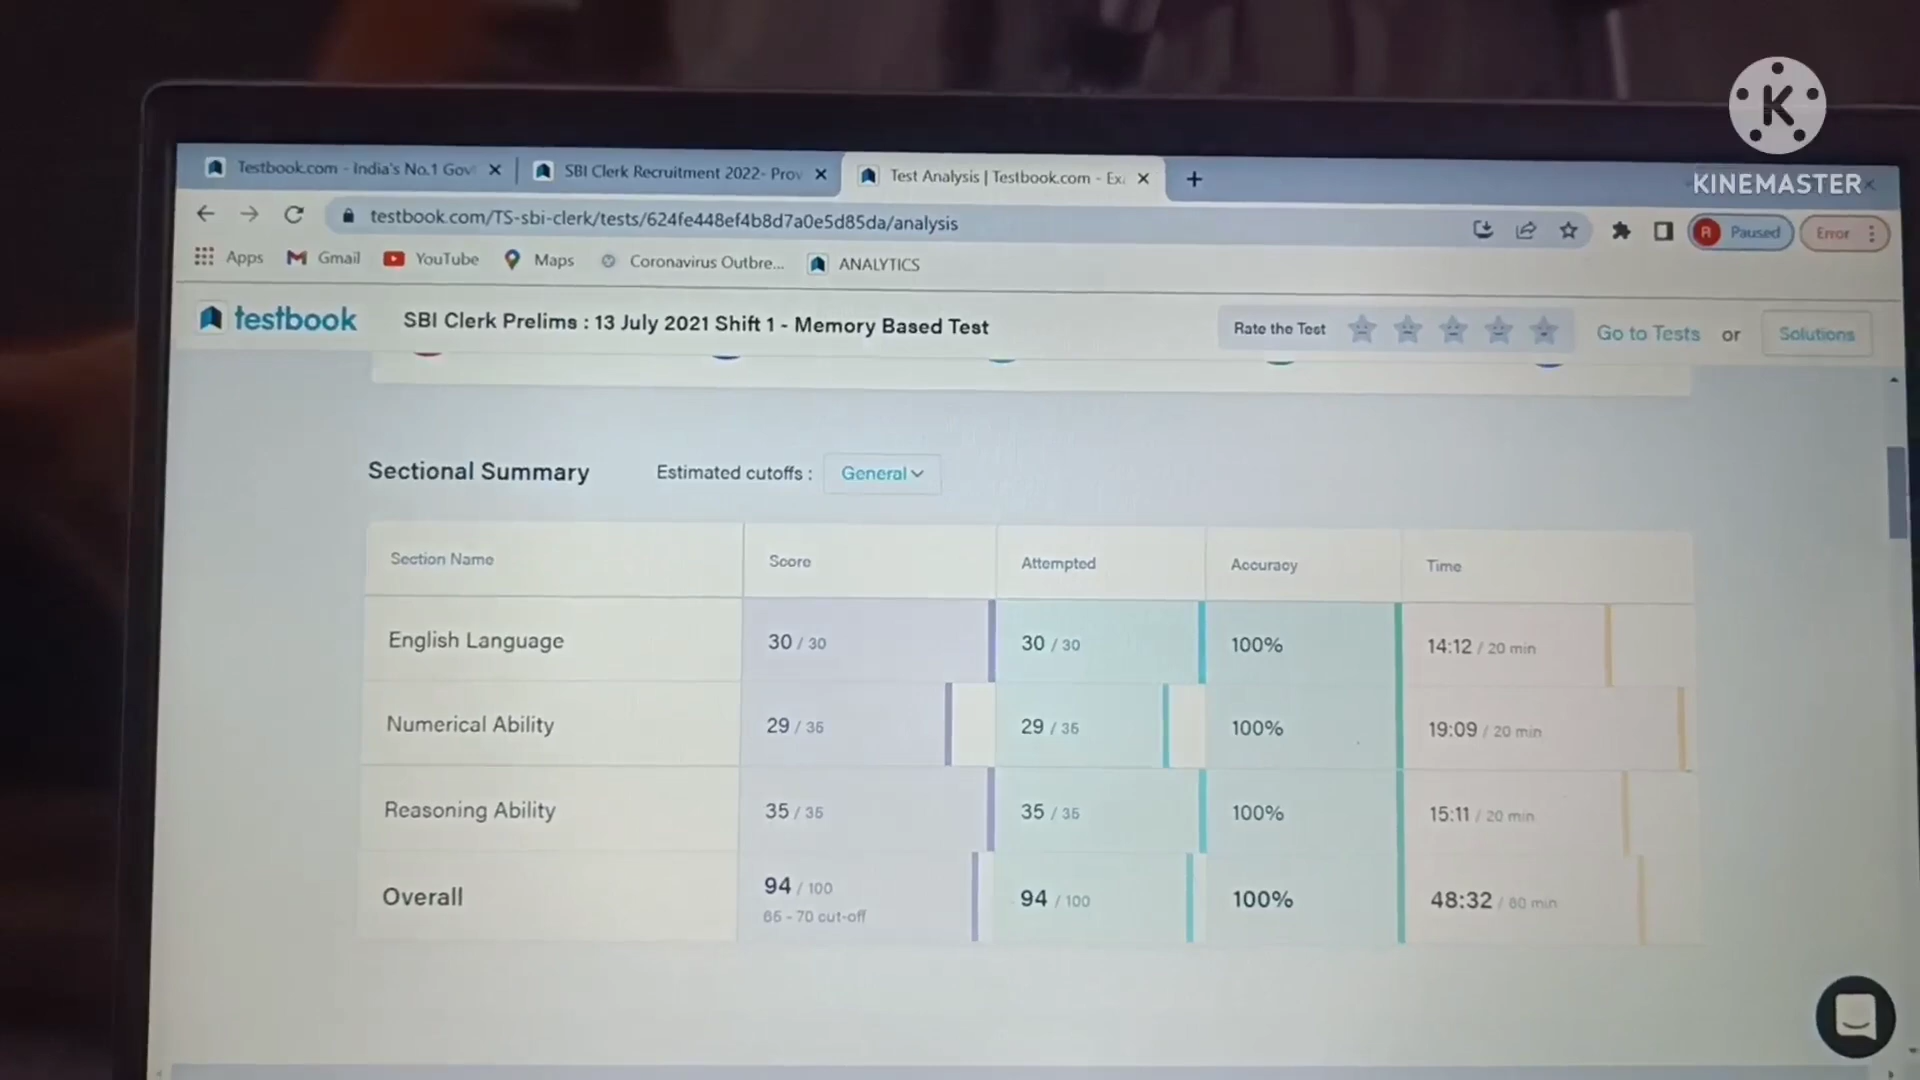 K
KINEMASTER
Testbook.com - India's No.1 Gov
SBI Clerk Recruitment 2022- Prov
Test Analysis | Testbook.com - Ex
testbook.com/TS-sbi-clerk/tests/624fe448ef4b8d7a0e5d85da/analysis
R Paused
Error
Apps
Gmail
YouTube
Maps
Coronavirus Outbre...
ANALYTICS
testbook
SBI Clerk Prelims : 13 July 2021 Shift 1 - Memory Based Test
Rate the Test
Go to Tests or Solutions
Sectional Summary
Estimated cutoffs : General
Section Name Score Attempted Accuracy Time
English Language 30 / 30 30 / 30 100% 14:12 / 20 min
Numerical Ability 29 / 35 29 / 35 100% 19:09 / 20 min
Reasoning Ability 35 / 35 35 / 35 100% 15:11 / 20 min
Overall 94 / 100 94 / 100 100% 48:32 / 60 min
65 - 70 cut-off